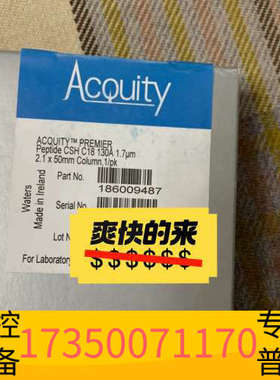 Acquity
ACQUITY™ PREMIER
Peptide CSH C18 130Å 1.7μm
2.1 x 50mm Column,1/pk
Part No.
186009487
Serial No
Lot N
For Laboratory
Waters
Made in Ireland
爽快的来
$$$$$$
控 专
备 普
17350071170